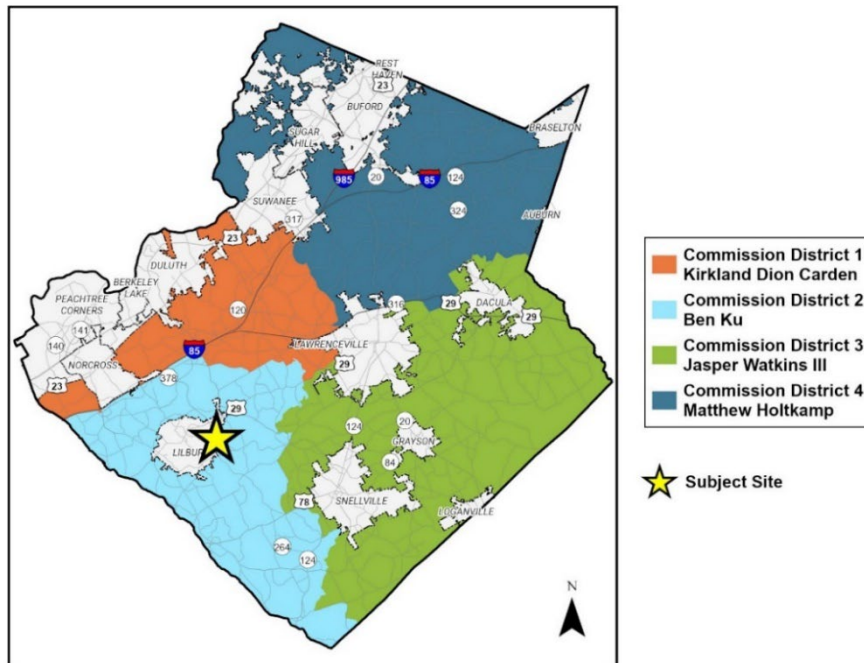 REST
HAVEN
23
BUFORD
BRASELTON
SUGAR
HILL
985
20
85
124
SUWANEE
324
AUBURN
317
23
DULUTH
BERKELEY
LAKE
PEACHTREE
CORNERS
141
140
120
316
29
DACULA
29
NORCROSS
85
LAWRENCEVILLE
29
23
378
29
LILBURN
124
20
GRAYSON
84
78
SNELLVILLE
LOGANVILLE
264
124
N
Commission District 1
Kirkland Dion Carden
Commission District 2
Ben Ku
Commission District 3
Jasper Watkins III
Commission District 4
Matthew Holtkamp
Subject Site